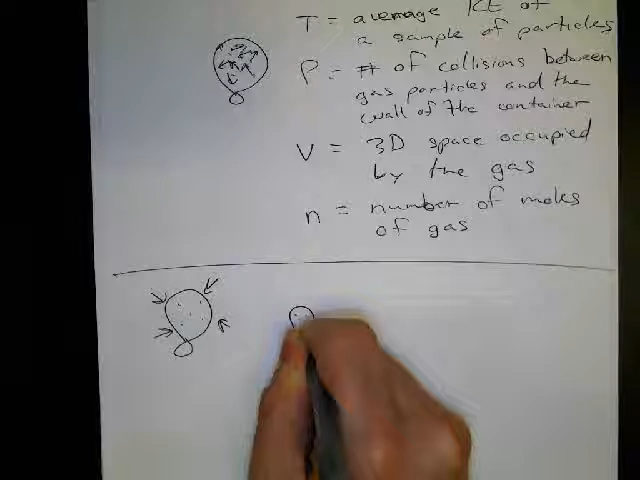 T = average KE of
a sample of particles
P = # of collisions between
gas particles and the
wall of the container
V = 3D space occupied
by the gas
n = number of moles
of gas